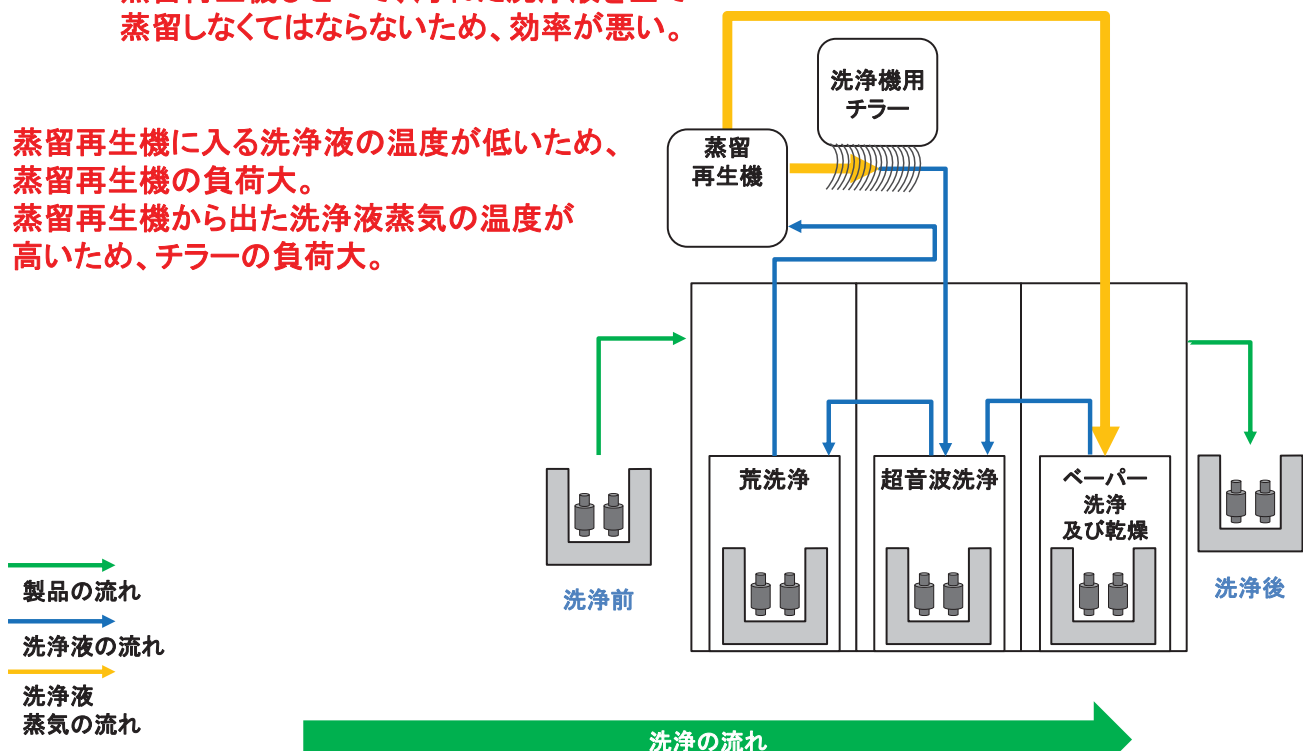 蒸留しなくてはならないため、効率が悪い。
蒸留再生機に入る洗浄液の温度が低いため、
蒸留再生機の負荷大。
蒸留再生機から出た洗浄液蒸気の温度が
高いため、チラーの負荷大。
洗浄機用
チラー
蒸留
再生機
荒洗浄
超音波洗浄
ベーパー
洗浄
及び乾燥
洗浄前
洗浄後
製品の流れ
洗浄液の流れ
洗浄液
蒸気の流れ
洗浄の流れ